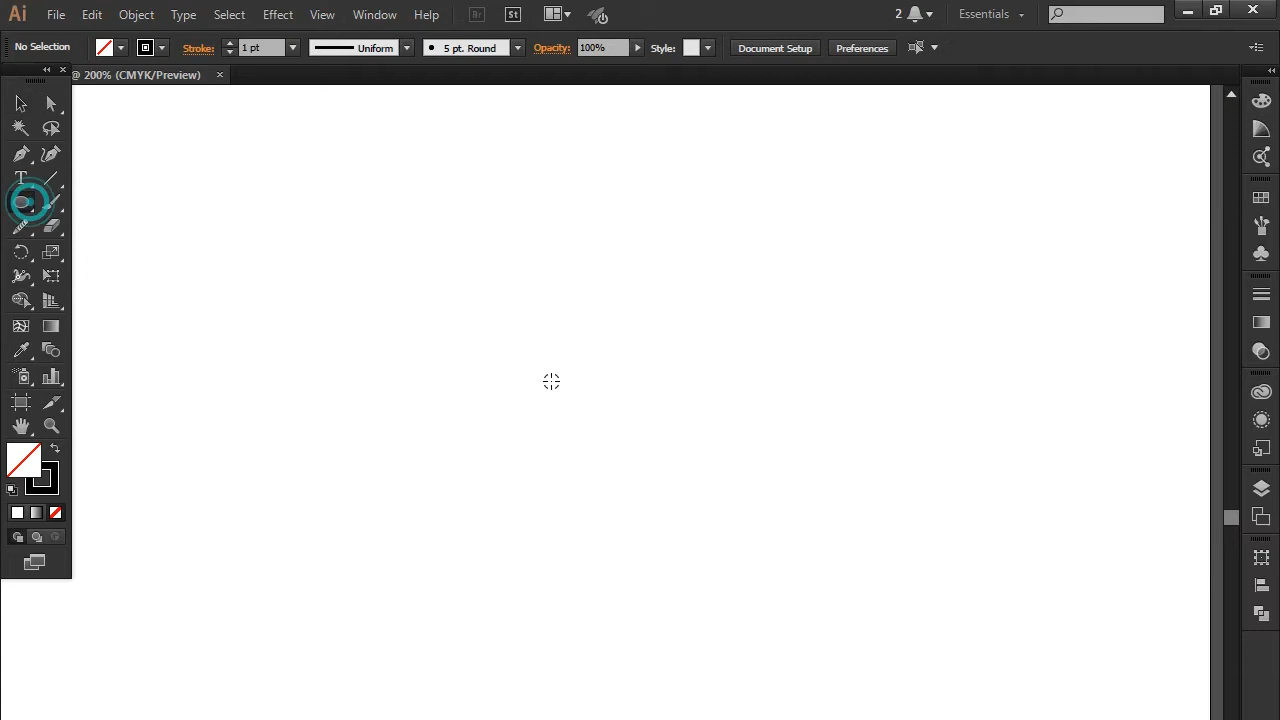 Ai File Edit Object Type Select Effect View Window Help Br St 2 Essentials
No Selection Stroke: 1 pt Uniform 5 pt. Round Opacity: 100% Style: Document Setup Preferences
@ 200% (CMYK/Preview)
T